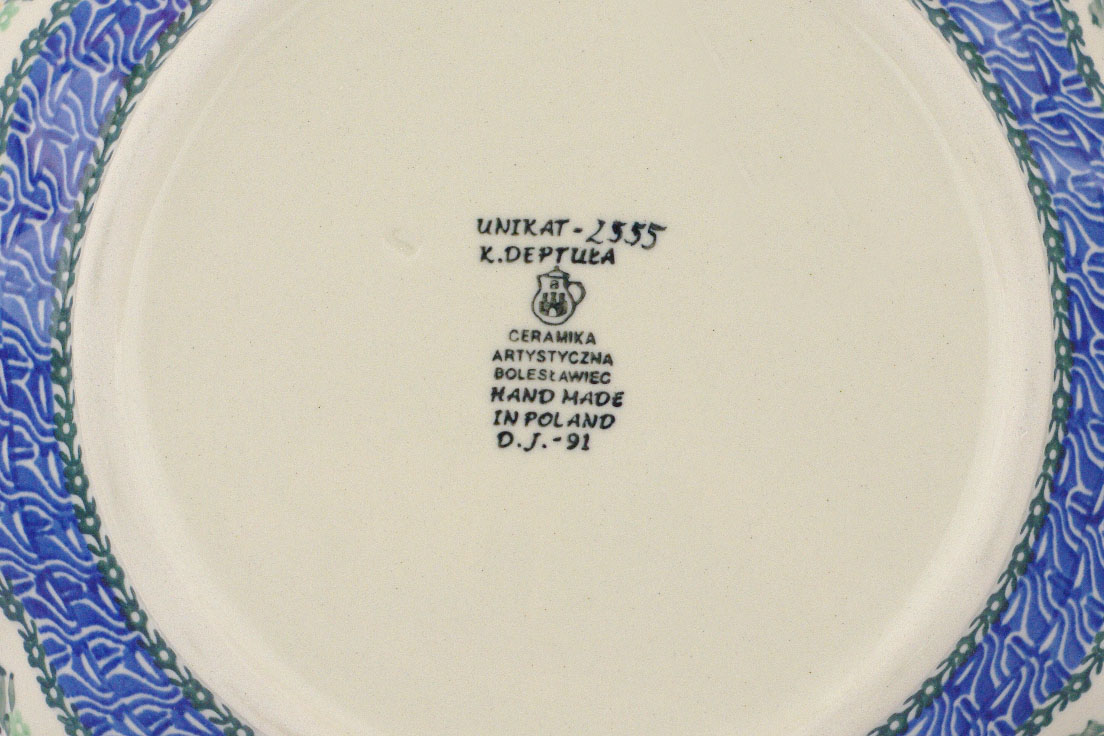 UNIKAT-2555
K.DEPTUŁA
a
CERAMIKA
ARTYSTYCZNA
BOLESŁAWIEC
HAND MADE
IN POLAND
D.J.-91